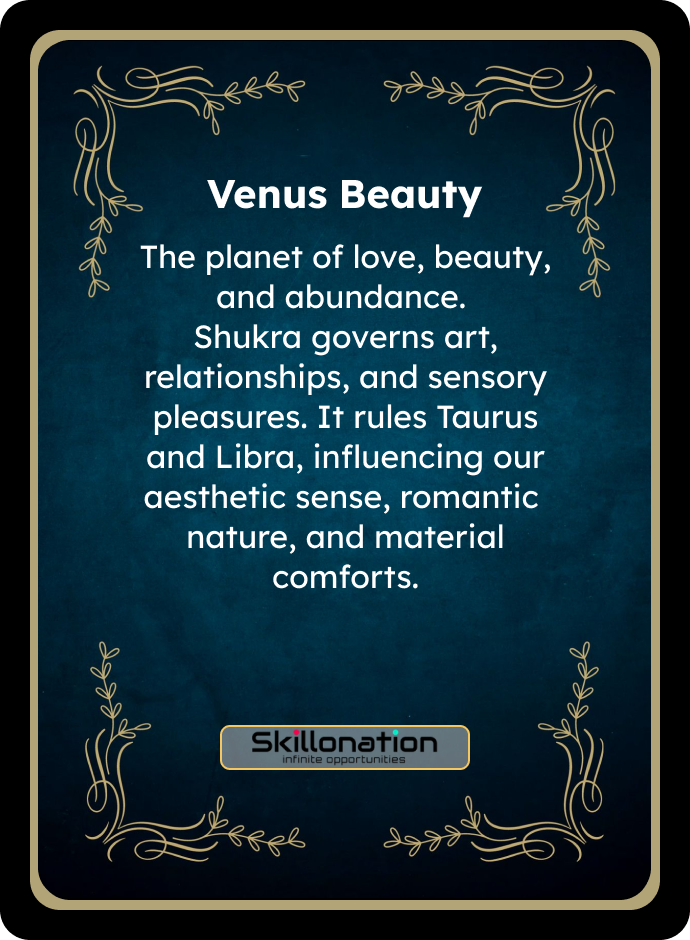 Venus Beauty
The planet of love, beauty,
and abundance.
Shukra governs art,
relationships, and sensory
pleasures. It rules Taurus
and Libra, influencing our
aesthetic sense, romantic
nature, and material
comforts.
Skillonation
infinite opportunities